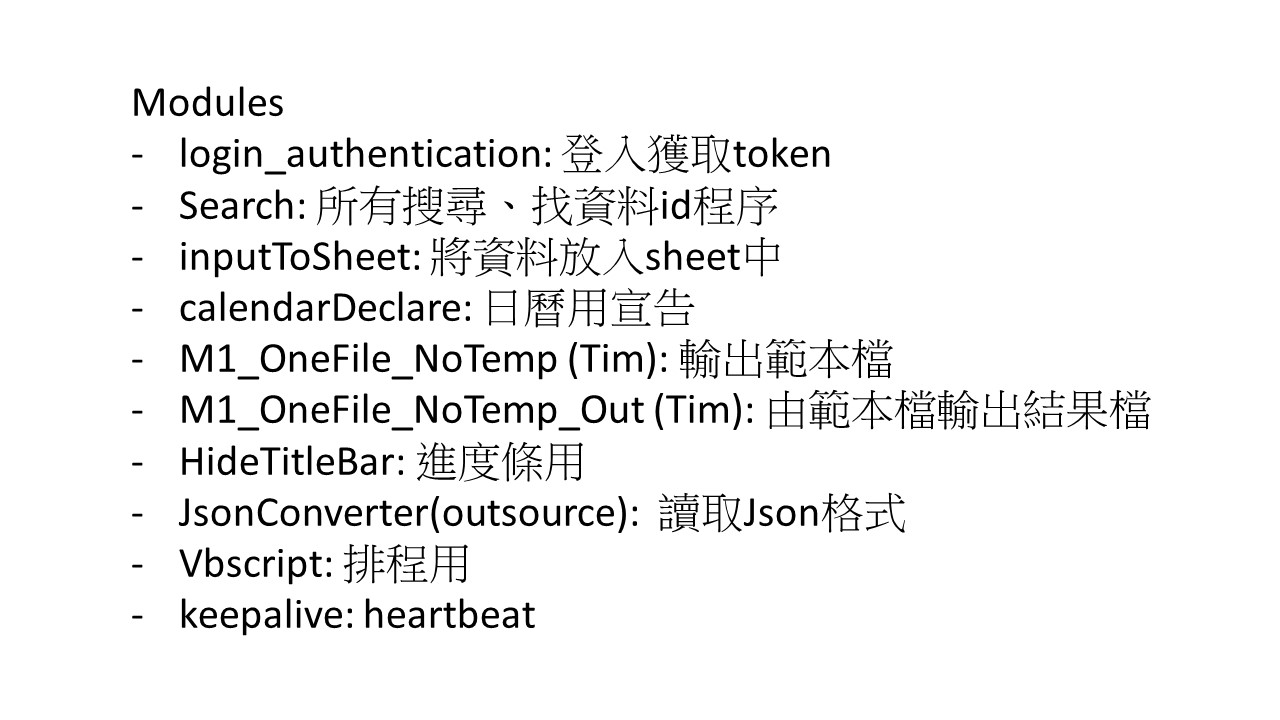 Modules
- login_authentication: 登入獲取token
- Search: 所有搜尋、找資料id程序
- inputToSheet: 將資料放入sheet中
- calendarDeclare: 日曆用宣告
- M1_OneFile_NoTemp (Tim): 輸出範本檔
- M1_OneFile_NoTemp_Out (Tim): 由範本檔輸出結果檔
- HideTitleBar: 進度條用
- JsonConverter(outsource): 讀取Json格式
- Vbscript: 排程用
- keepalive: heartbeat